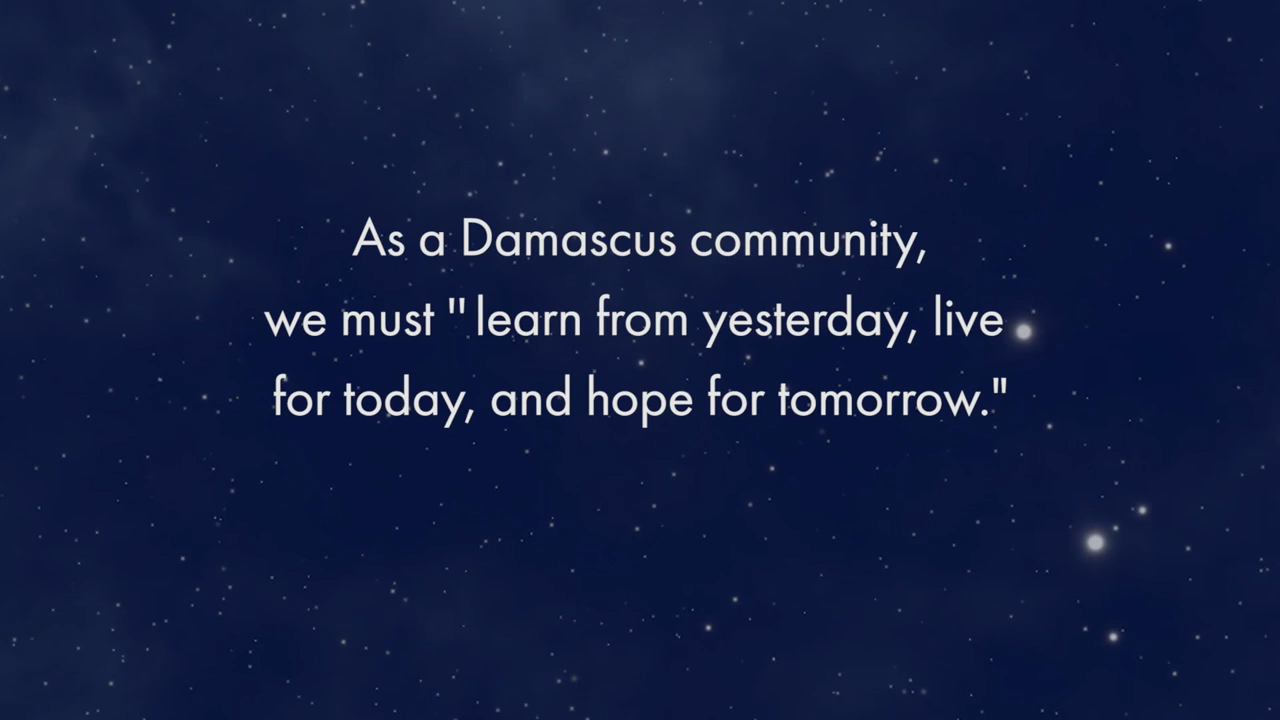 As a Damascus community,
we must " learn from yesterday, live
for today, and hope for tomorrow."